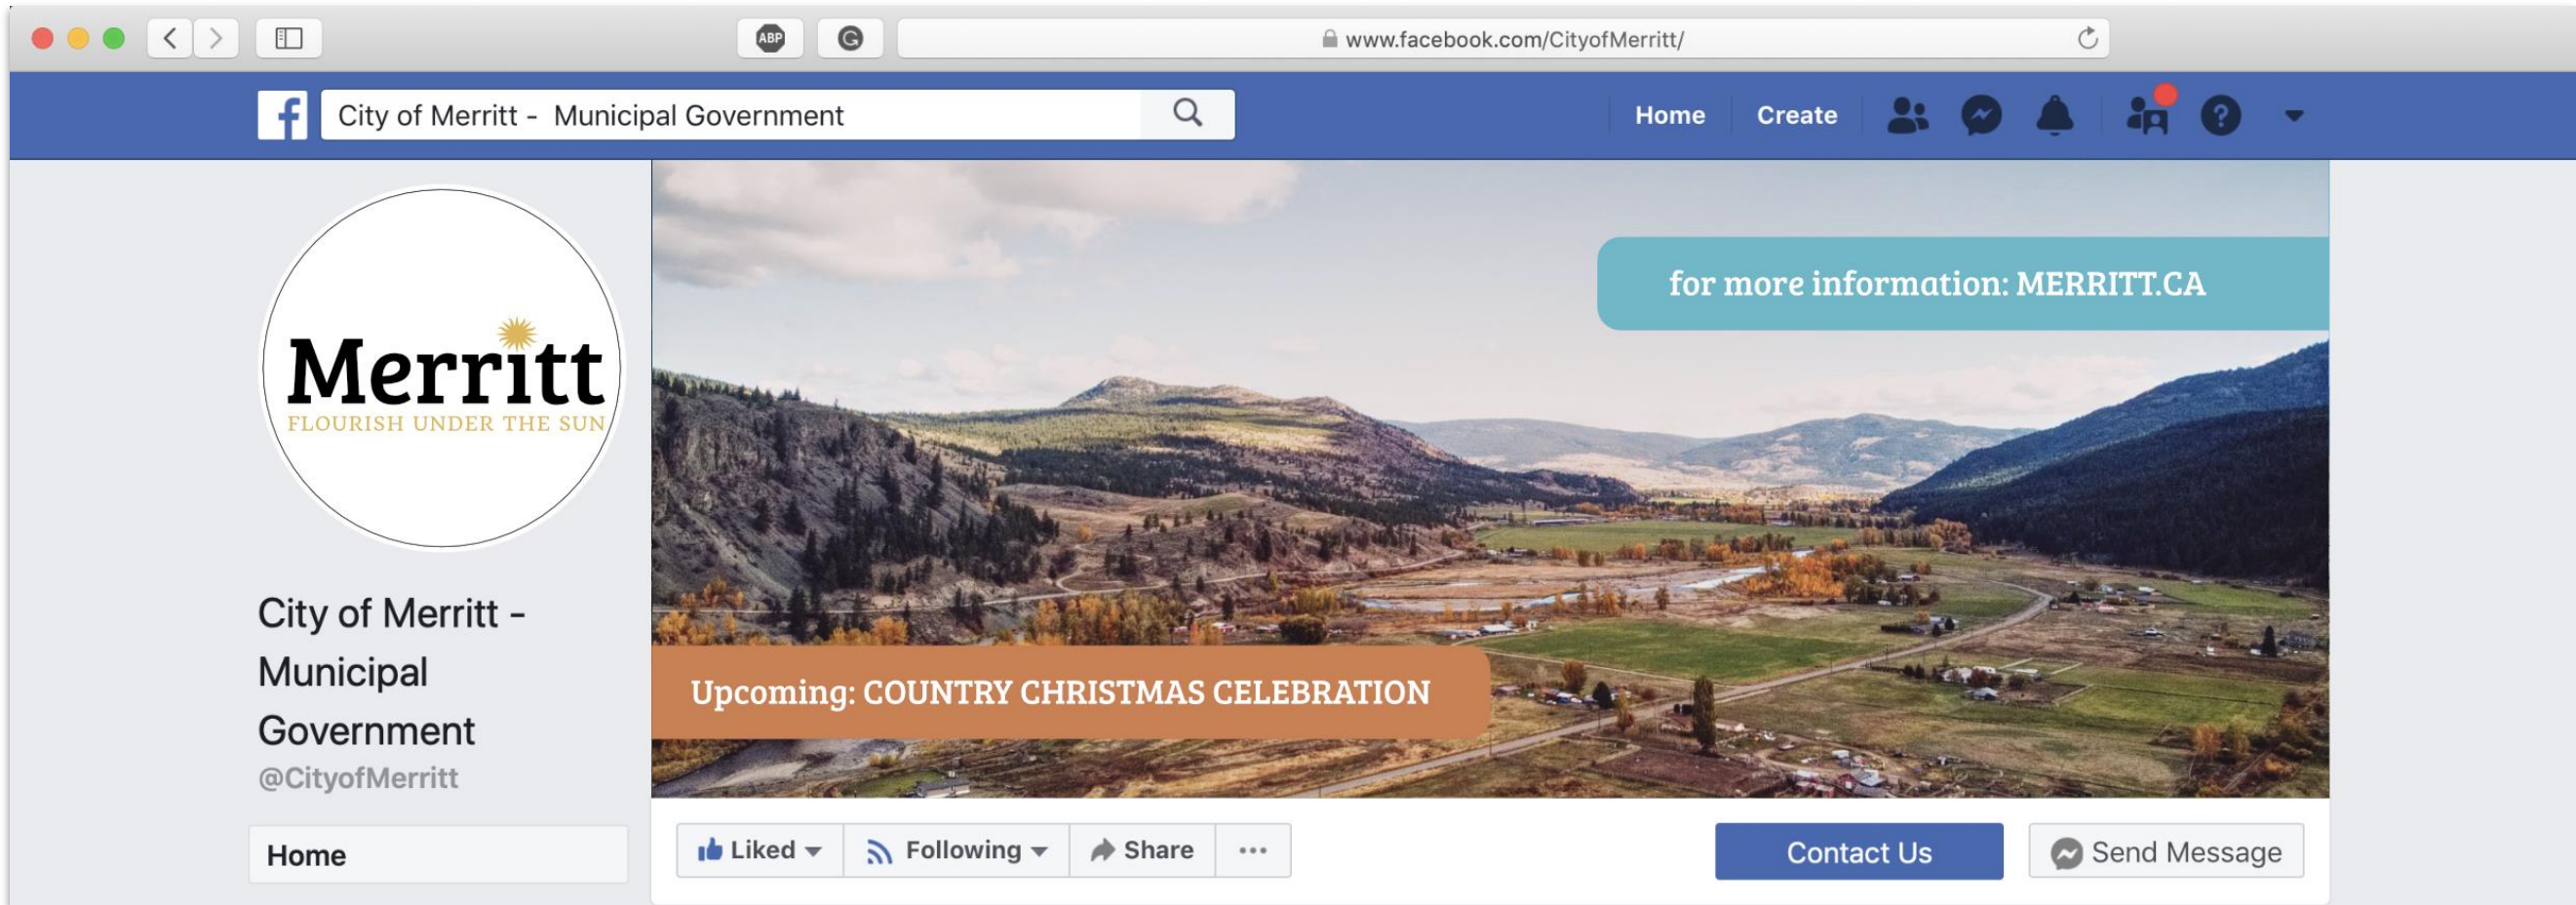 ABP
G
www.facebook.com/CityofMerritt/
f
City of Merritt -  Municipal Government
Home
Create
?
Merritt
FLOURISH UNDER THE SUN
for more information: MERRITT.CA
City of Merritt -
Municipal
Government
@CityofMerritt
Upcoming: COUNTRY CHRISTMAS CELEBRATION
Home
Liked
Following
Share
...
Contact Us
Send Message